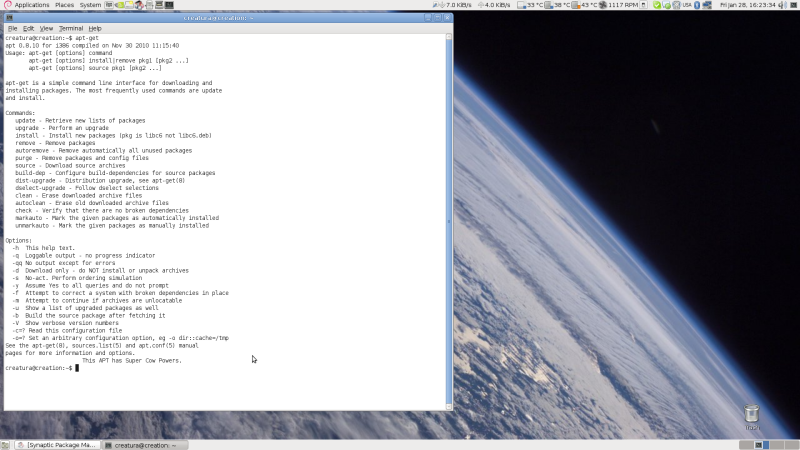 Applications Places System 7.0 KiB/s 4.0 KiB/s 33 °C 38 °C 43 °C 1117 RPM USA Fri Jan 28, 16:23:34
creatura@creation: ~
File Edit View Terminal Help
creatura@creation:~$ apt-get
apt 0.8.10 for i386 compiled on Nov 30 2010 11:15:40
Usage: apt-get [options] command
apt-get [options] install|remove pkg1 [pkg2 ...]
apt-get [options] source pkg1 [pkg2 ...]
apt-get is a simple command line interface for downloading and
installing packages. The most frequently used commands are update
and install.
Commands:
update - Retrieve new lists of packages
upgrade - Perform an upgrade
install - Install new packages (pkg is libc6 not libc6.deb)
remove - Remove packages
autoremove - Remove automatically all unused packages
purge - Remove packages and config files
source - Download source archives
build-dep - Configure build-dependencies for source packages
dist-upgrade - Distribution upgrade, see apt-get(8)
dselect-upgrade - Follow dselect selections
clean - Erase downloaded archive files
autoclean - Erase old downloaded archive files
check - Verify that there are no broken dependencies
markauto - Mark the given packages as automatically installed
unmarkauto - Mark the given packages as manually installed
Options:
-h This help text.
-q Loggable output - no progress indicator
-qq No output except for errors
-d Download only - do NOT install or unpack archives
-s No-act. Perform ordering simulation
-y Assume Yes to all queries and do not prompt
-f Attempt to correct a system with broken dependencies in place
-m Attempt to continue if archives are unlocatable
-u Show a list of upgraded packages as well
-b Build the source package after fetching it
-V Show verbose version numbers
-c=? Read this configuration file
-o=? Set an arbitrary configuration option, eg -o dir::cache=/tmp
See the apt-get(8), sources.list(5) and apt.conf(5) manual
pages for more information and options.
This APT has Super Cow Powers.
creatura@creation:~$
[Synaptic Package Ma... creatura@creation: ~